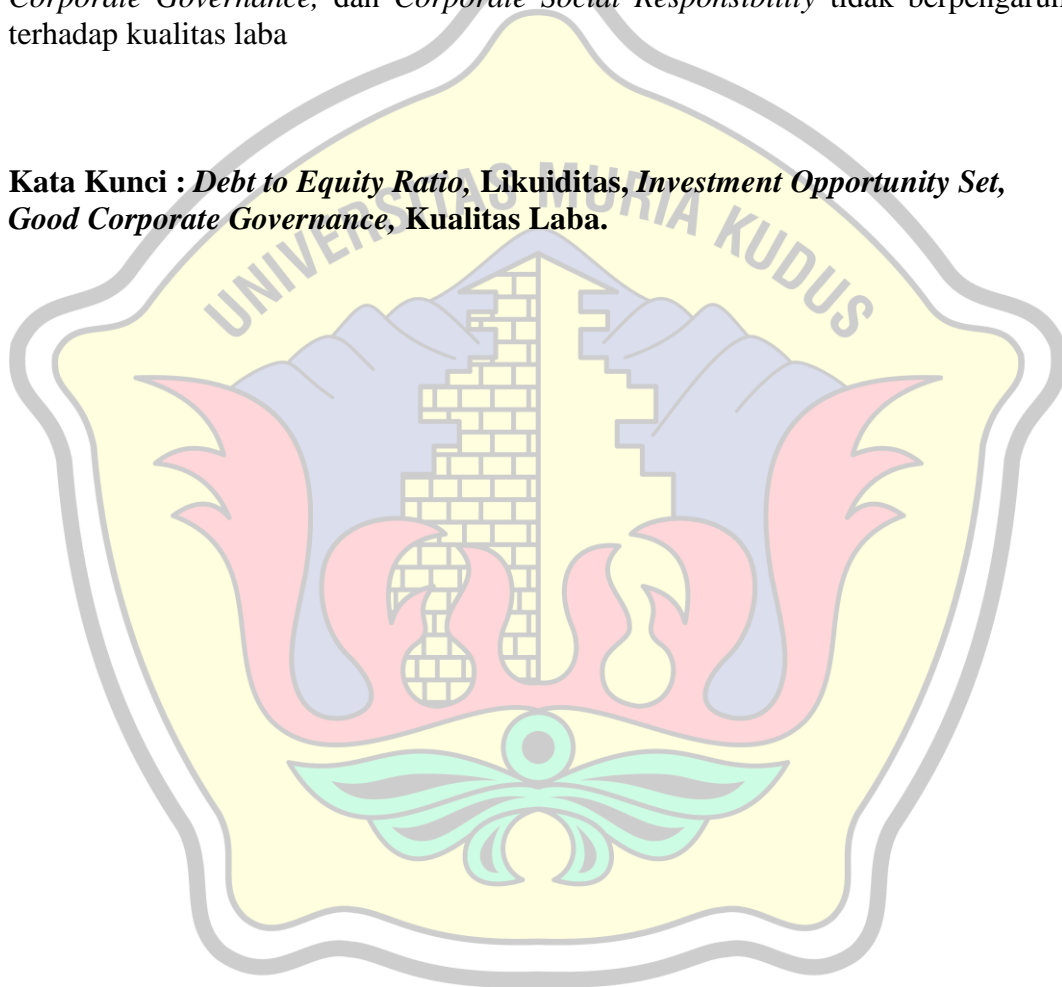 Corporate Governance, dan Corporate Social Responsibility tidak berpengaruh
terhadap kualitas laba
Kata Kunci : Debt to Equity Ratio, Likuiditas, Investment Opportunity Set,
Good Corporate Governance, Kualitas Laba.
UNIVERSITAS MURIA KUDUS